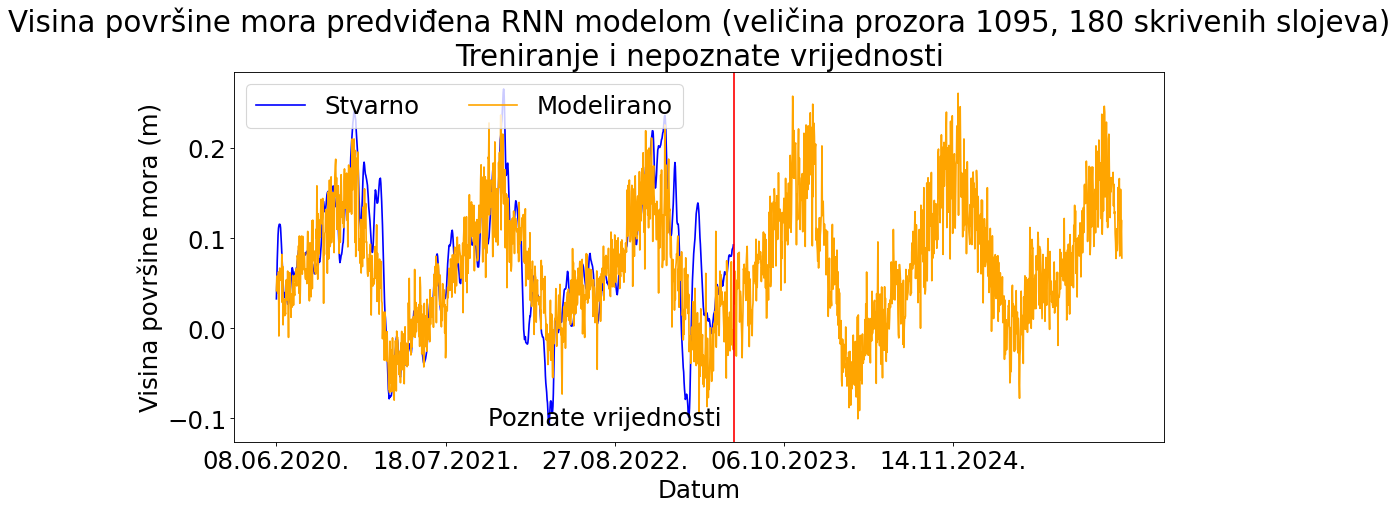 Visina površine mora predviđena RNN modelom (veličina prozora 1095, 180 skrivenih slojeva)
Treniranje i nepoznate vrijednosti
Stvarno Modelirano
Visina površine mora (m)
0.2
0.1
0.0
−0.1
Poznate vrijednosti
08.06.2020. 18.07.2021. 27.08.2022. 06.10.2023. 14.11.2024.
Datum